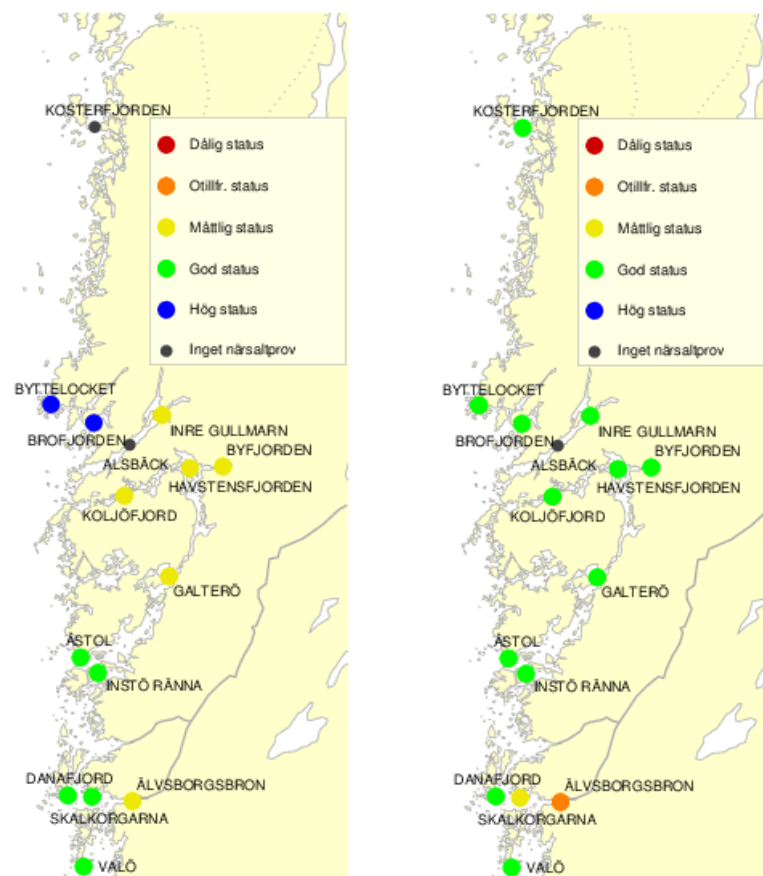 KOSTERFJORDEN
Dålig status
Otillfr. status
Måttlig status
God status
Hög status
Inget närsaltprov
BYTTELOCKET
BROFJORDEN
INRE GULLMARN
ALSBÄCK
BYFJORDEN
HAVSTENSFJORDEN
KOLJÖFJORD
GALTERÖ
ÅSTOL
INSTÖ RÄNNA
DANAFJORD
ÄLVSBORGSBRON
SKALKORGARNA
VALÖ
KOSTERFJORDEN
Dålig status
Otillfr. status
Måttlig status
God status
Hög status
Inget närsaltprov
BYTTELOCKET
BROFJORDEN
INRE GULLMARN
ALSBÄCK
BYFJORDEN
HAVSTENSFJORDEN
KOLJÖFJORD
GALTERÖ
ÅSTOL
INSTÖ RÄNNA
DANAFJORD
ÄLVSBORGSBRON
SKALKORGARNA
VALÖ